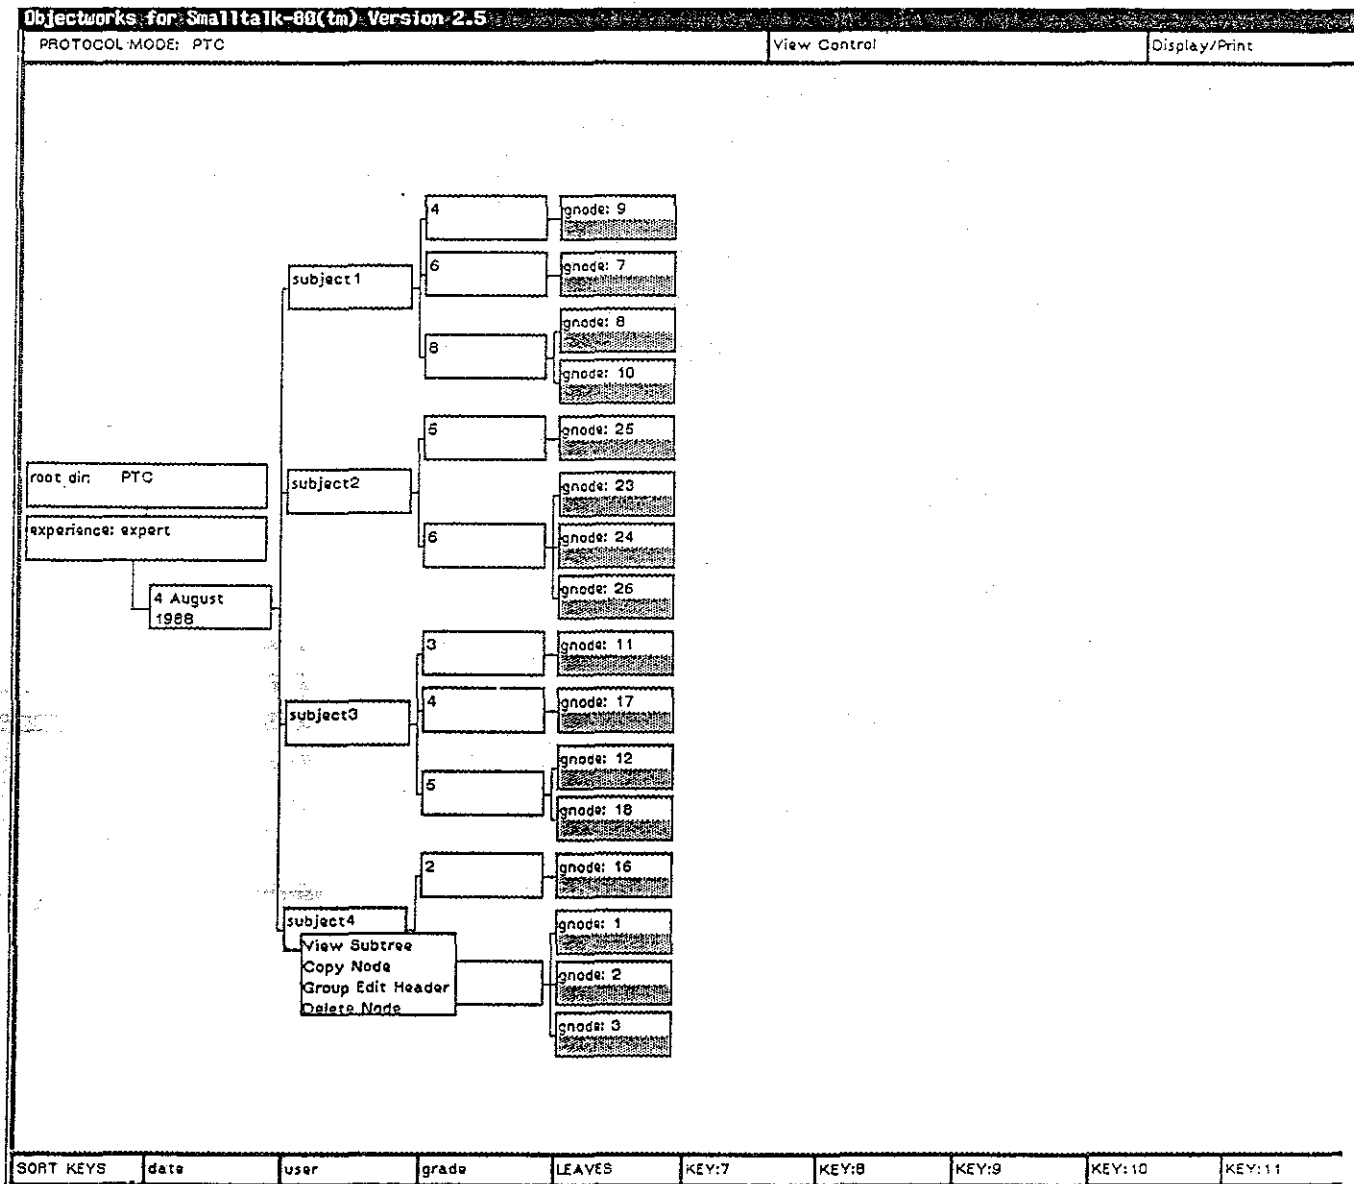 Objectworks for Smalltalk-80(tm) Version 2.5
PROTOCOL MODE: PTC
View Control
Display/Print
4
gnode: 9
6
gnode: 7
subject1
gnode: 8
8
gnode: 10
5
gnode: 25
root_dir: PTC
subject2
gnode: 23
experience: expert
6
gnode: 24
gnode: 26
4 August
1988
3
gnode: 11
4
gnode: 17
subject3
gnode: 12
5
gnode: 18
2
gnode: 16
subject4
gnode: 1
View Subtree
Copy Node
Group Edit Header
Delete Node
gnode: 2
gnode: 3
SORT KEYS
date
user
grade
LEAVES
KEY:7
KEY:8
KEY:9
KEY:10
KEY:11